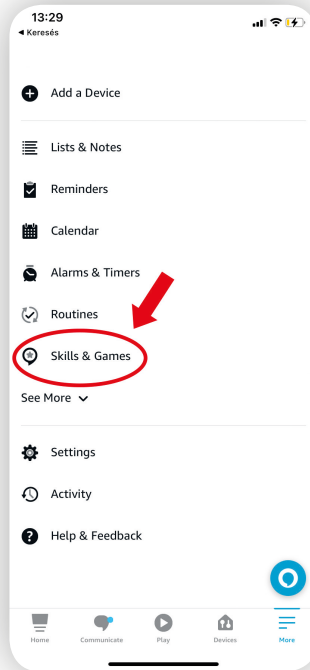 13:29
◀ Keresés
Add a Device
Lists & Notes
Reminders
Calendar
Alarms & Timers
Routines
Skills & Games
See More
Settings
Activity
Help & Feedback
Home Communicate Play Devices More